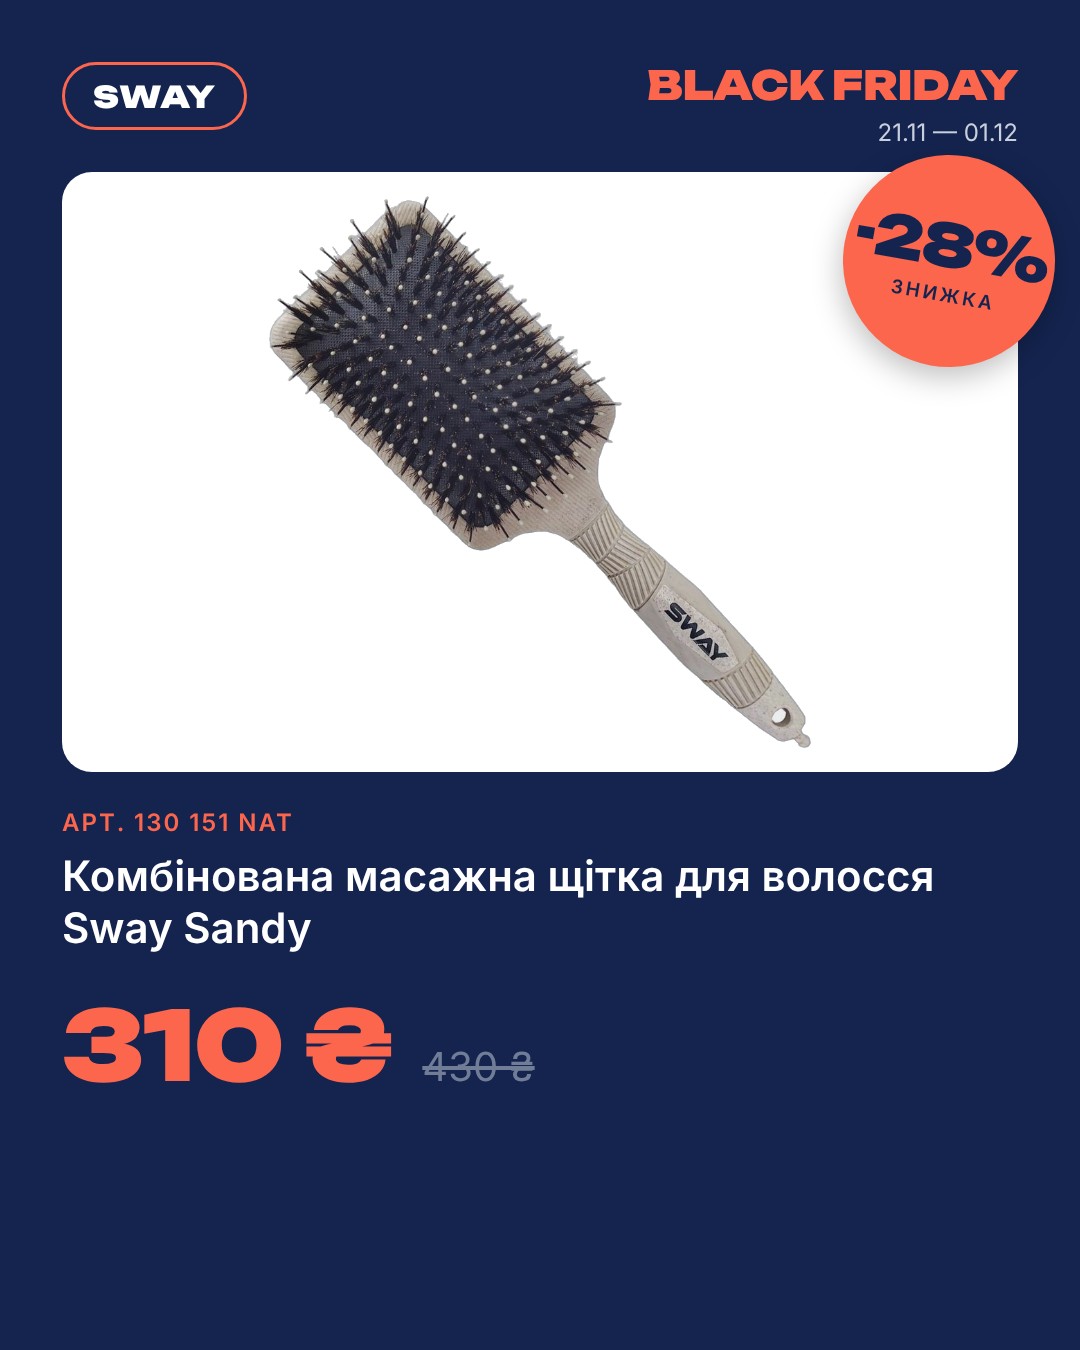 SWAY
BLACK FRIDAY
21.11 — 01.12
-28%
ЗНИЖКА
SWAY
АРТ. 130 151 NAT
Комбінована масажна щітка для волосся
Sway Sandy
310 ₴
430 ₴